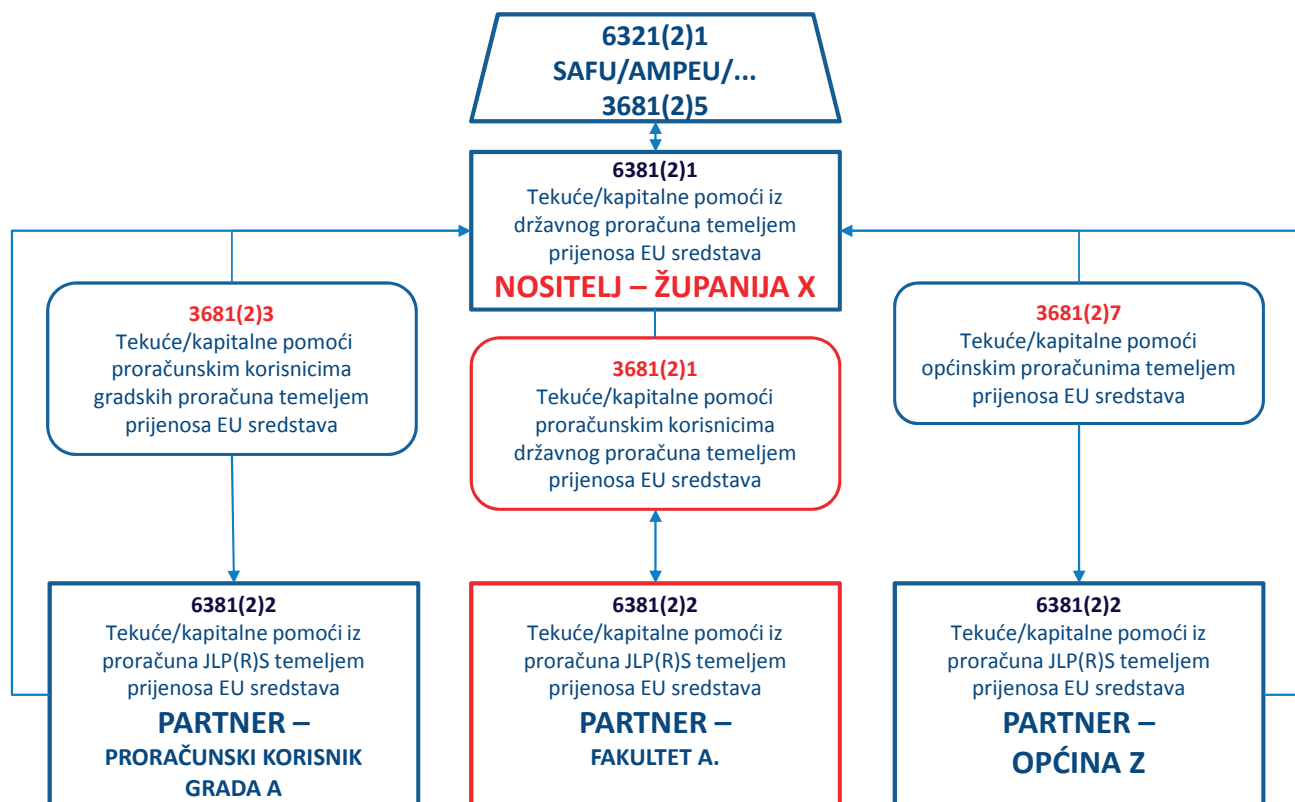 6321(2)1
SAFU/AMPEU/...
3681(2)5
6381(2)1
Tekuće/kapitalne pomoći iz
državnog proračuna temeljem
prijenosa EU sredstava
NOSITELJ – ŽUPANIJA X
3681(2)3
Tekuće/kapitalne pomoći
proračunskim korisnicima
gradskih proračuna temeljem
prijenosa EU sredstava
3681(2)1
Tekuće/kapitalne pomoći
proračunskim korisnicima
državnog proračuna temeljem
prijenosa EU sredstava
3681(2)7
Tekuće/kapitalne pomoći
općinskim proračunima temeljem
prijenosa EU sredstava
6381(2)2
Tekuće/kapitalne pomoći iz
proračuna JLP(R)S temeljem
prijenosa EU sredstava
PARTNER –
PRORAČUNSKI KORISNIK
GRADA A
6381(2)2
Tekuće/kapitalne pomoći iz
proračuna JLP(R)S temeljem
prijenosa EU sredstava
PARTNER –
FAKULTET A.
6381(2)2
Tekuće/kapitalne pomoći iz
proračuna JLP(R)S temeljem
prijenosa EU sredstava
PARTNER –
OPĆINA Z